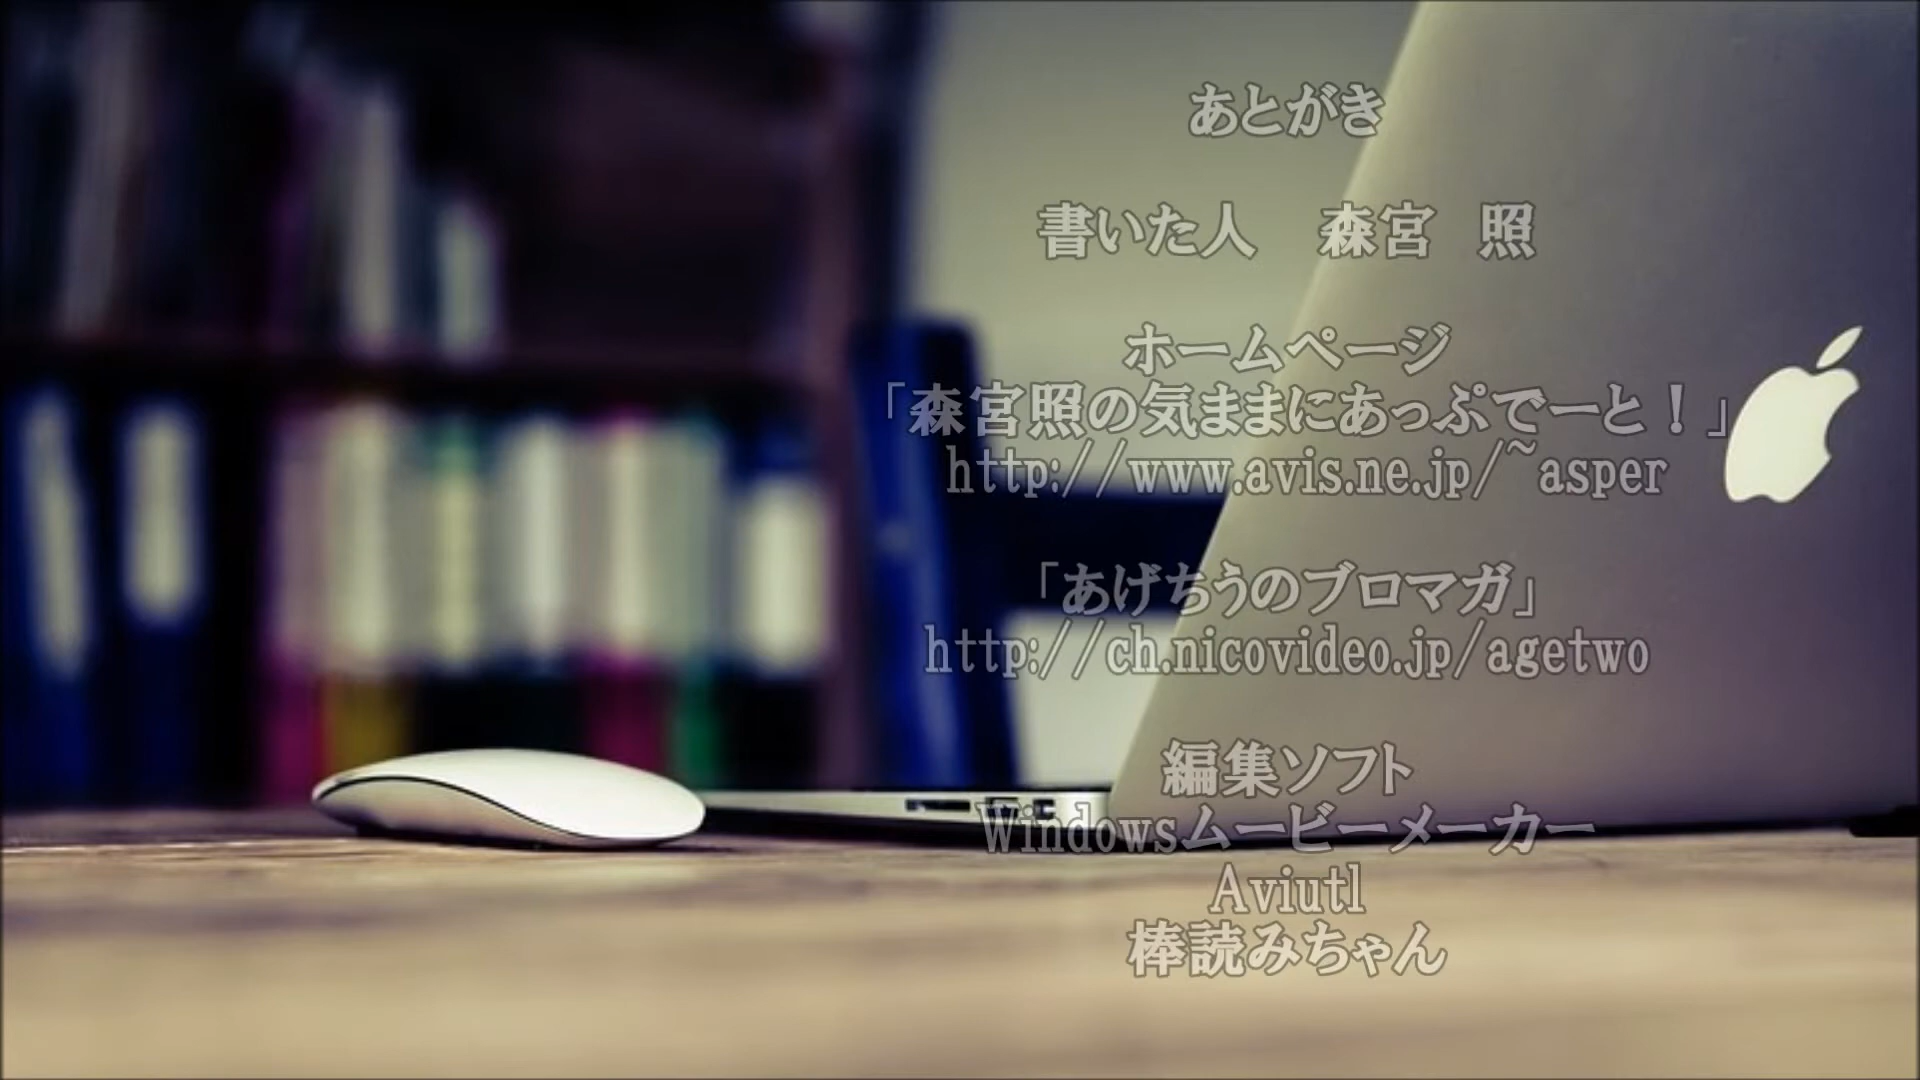 あとがき
書いた人　森宮　照
ホームページ
「森宮照の気ままにあっぷでーと！」
http://www.avis.ne.jp/~asper
「あげちうのブロマガ」
http://ch.nicovideo.jp/agetwo
編集ソフト
Windowsムービーメーカー
Aviutl
棒読みちゃん